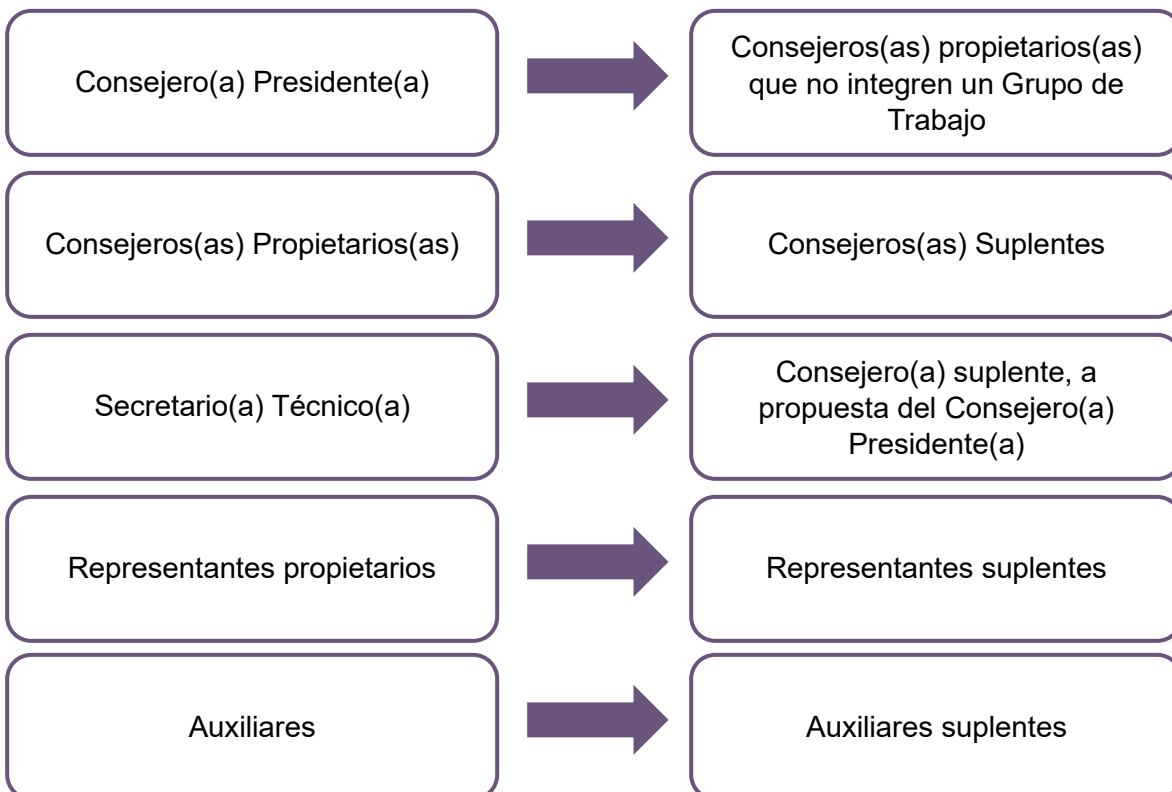 Consejero(a) Presidente(a)
Consejeros(as) propietarios(as)
que no integren un Grupo de
Trabajo
Consejeros(as) Propietarios(as)
Consejeros(as) Suplentes
Secretario(a) Técnico(a)
Consejero(a) suplente, a
propuesta del Consejero(a)
Presidente(a)
Representantes propietarios
Representantes suplentes
Auxiliares
Auxiliares suplentes